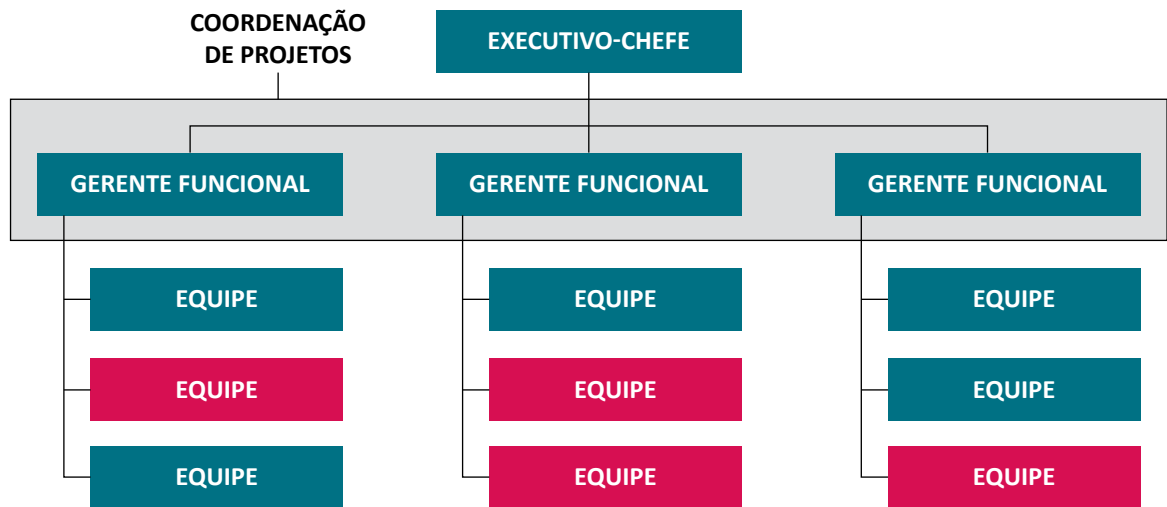 COORDENAÇÃO
DE PROJETOS
EXECUTIVO-CHEFE
GERENTE FUNCIONAL
GERENTE FUNCIONAL
GERENTE FUNCIONAL
EQUIPE
EQUIPE
EQUIPE
EQUIPE
EQUIPE
EQUIPE
EQUIPE
EQUIPE
EQUIPE